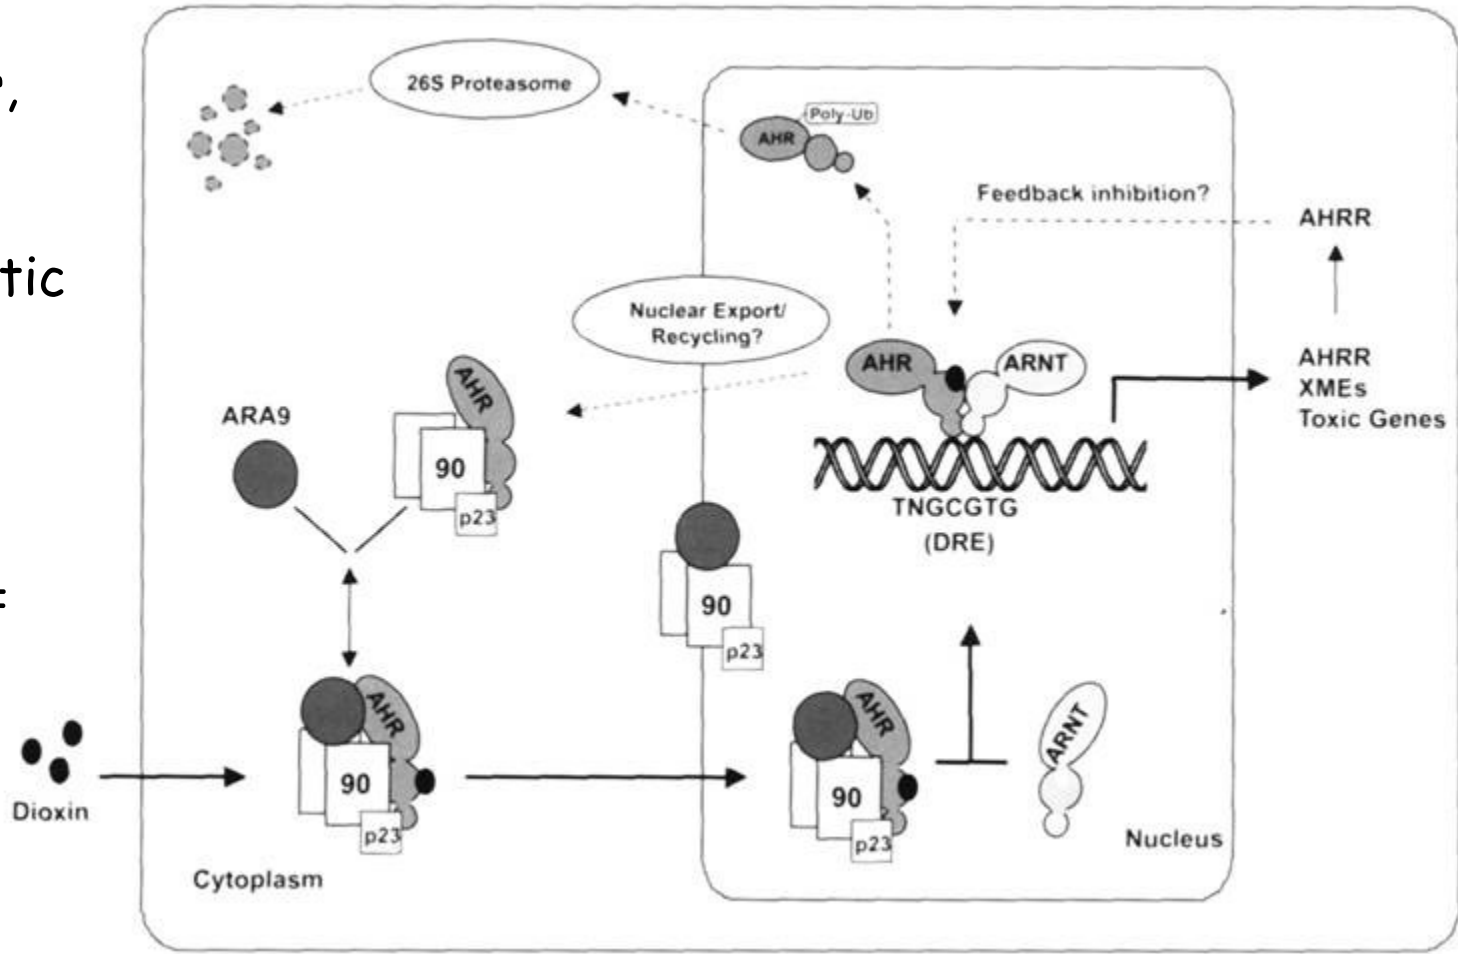 tic
26S Proteasome
Poly-Ub
AHR
Feedback inhibition?
AHRR
Nuclear Export/
Recycling?
AHR
ARNT
AHRR
XMEs
Toxic Genes
ARA9
AHR
90
p23
TNGCGTG
(DRE)
90
p23
AHR
90
p23
AHR
90
p23
ARNT
Dioxin
Cytoplasm
Nucleus